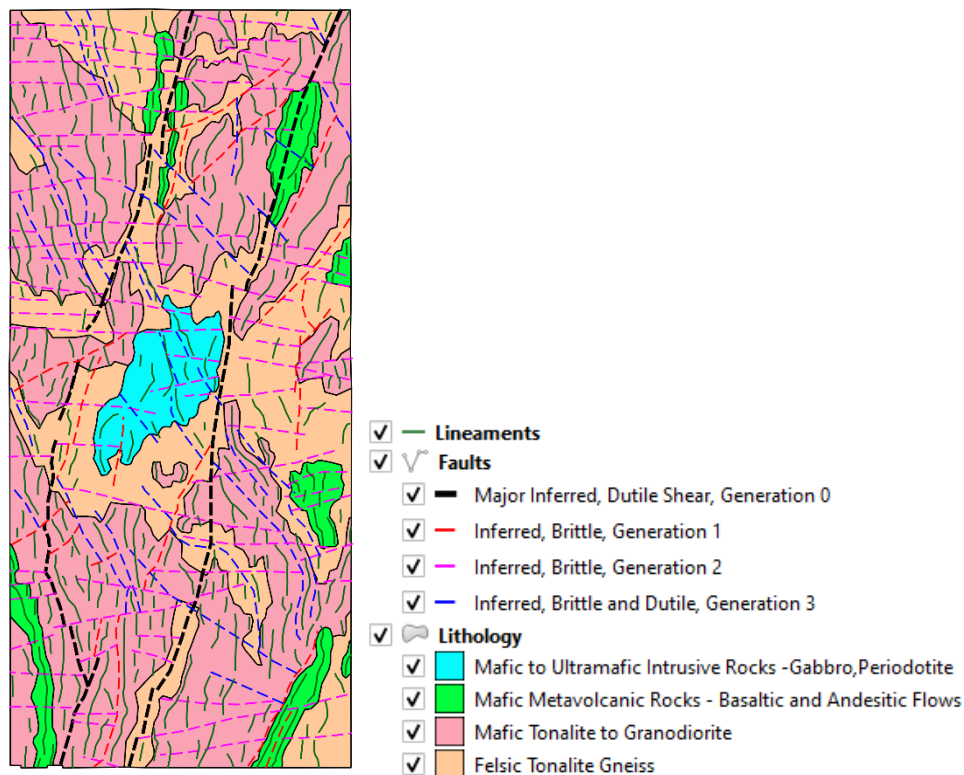 Lineaments
Faults
Major Inferred, Dutile Shear, Generation 0
Inferred, Brittle, Generation 1
Inferred, Brittle, Generation 2
Inferred, Brittle and Dutile, Generation 3
Lithology
Mafic to Ultramafic Intrusive Rocks -Gabbro,Periodotite
Mafic Metavolcanic Rocks - Basaltic and Andesitic Flows
Mafic Tonalite to Granodiorite
Felsic Tonalite Gneiss